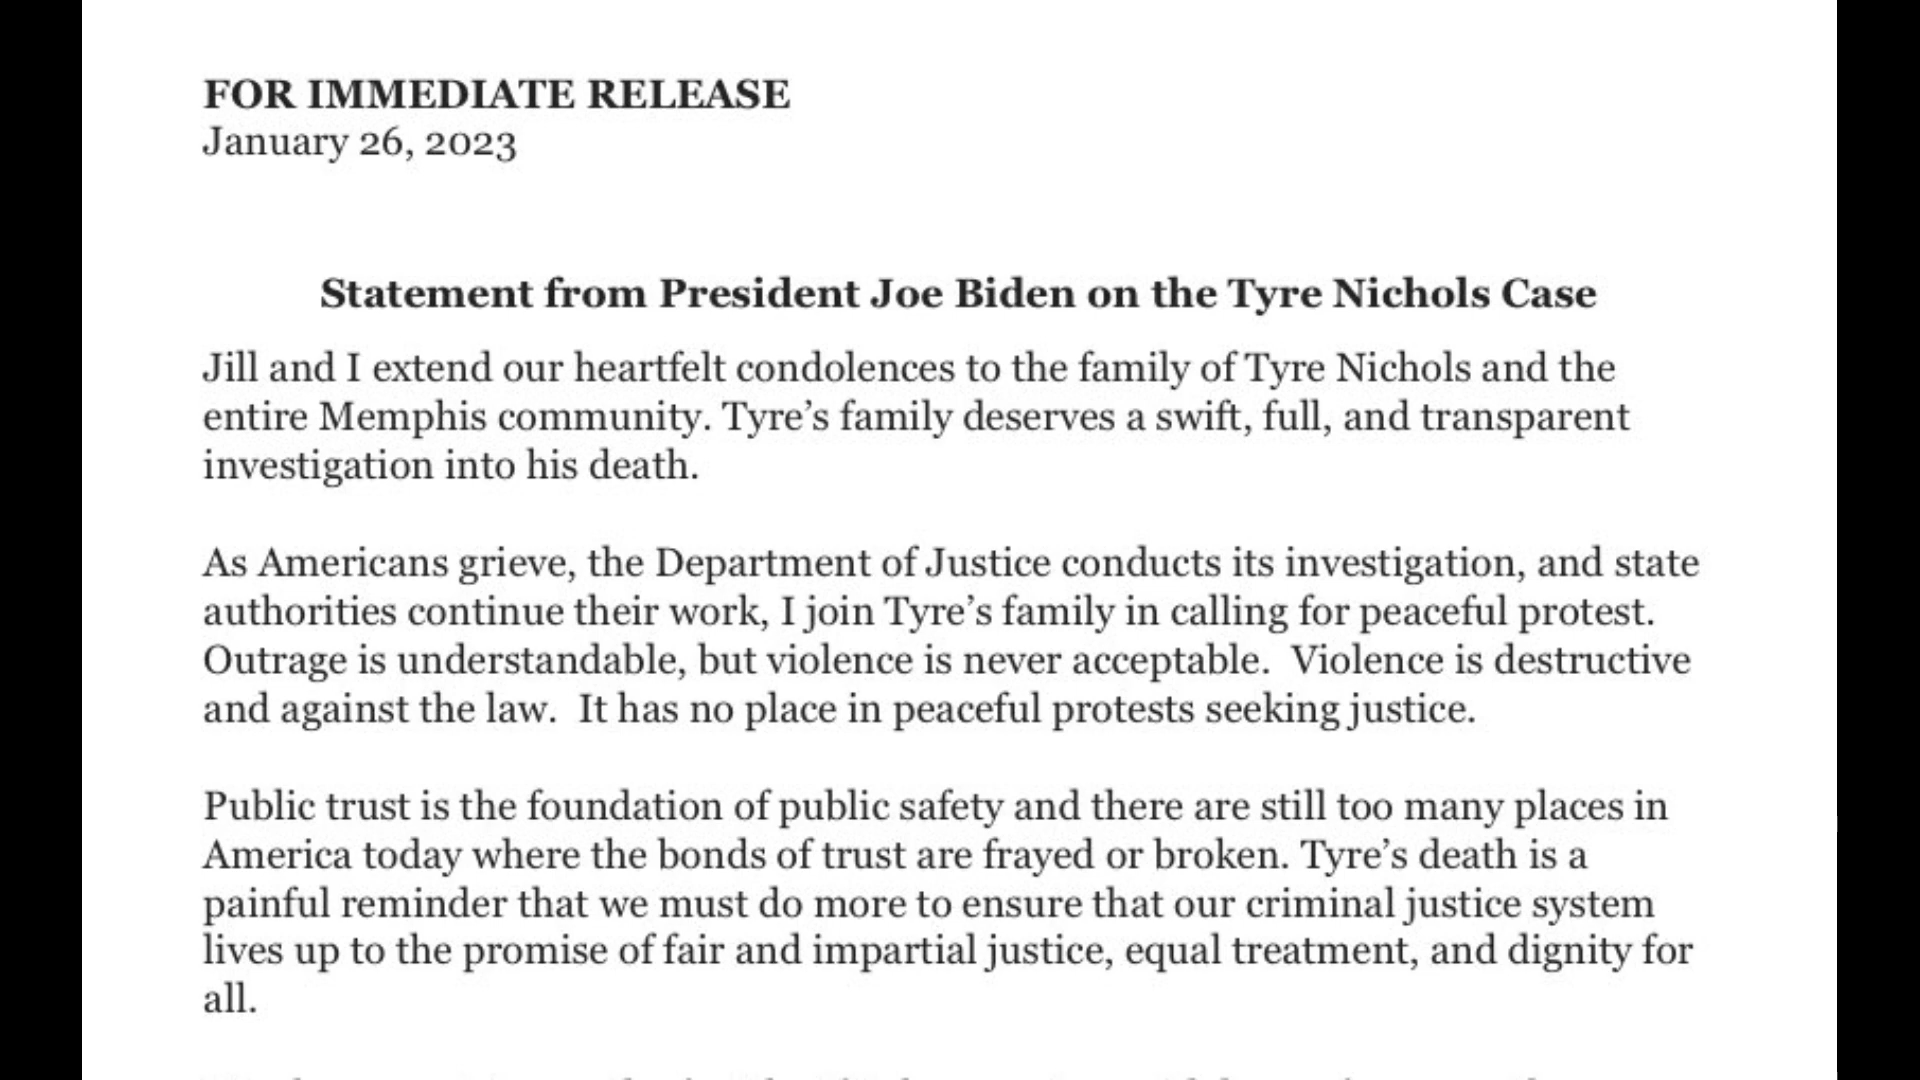 FOR IMMEDIATE RELEASE
January 26, 2023
Statement from President Joe Biden on the Tyre Nichols Case
Jill and I extend our heartfelt condolences to the family of Tyre Nichols and the
entire Memphis community. Tyre’s family deserves a swift, full, and transparent
investigation into his death.
As Americans grieve, the Department of Justice conducts its investigation, and state
authorities continue their work, I join Tyre’s family in calling for peaceful protest.
Outrage is understandable, but violence is never acceptable.  Violence is destructive
and against the law.  It has no place in peaceful protests seeking justice.
Public trust is the foundation of public safety and there are still too many places in
America today where the bonds of trust are frayed or broken. Tyre’s death is a
painful reminder that we must do more to ensure that our criminal justice system
lives up to the promise of fair and impartial justice, equal treatment, and dignity for
all.